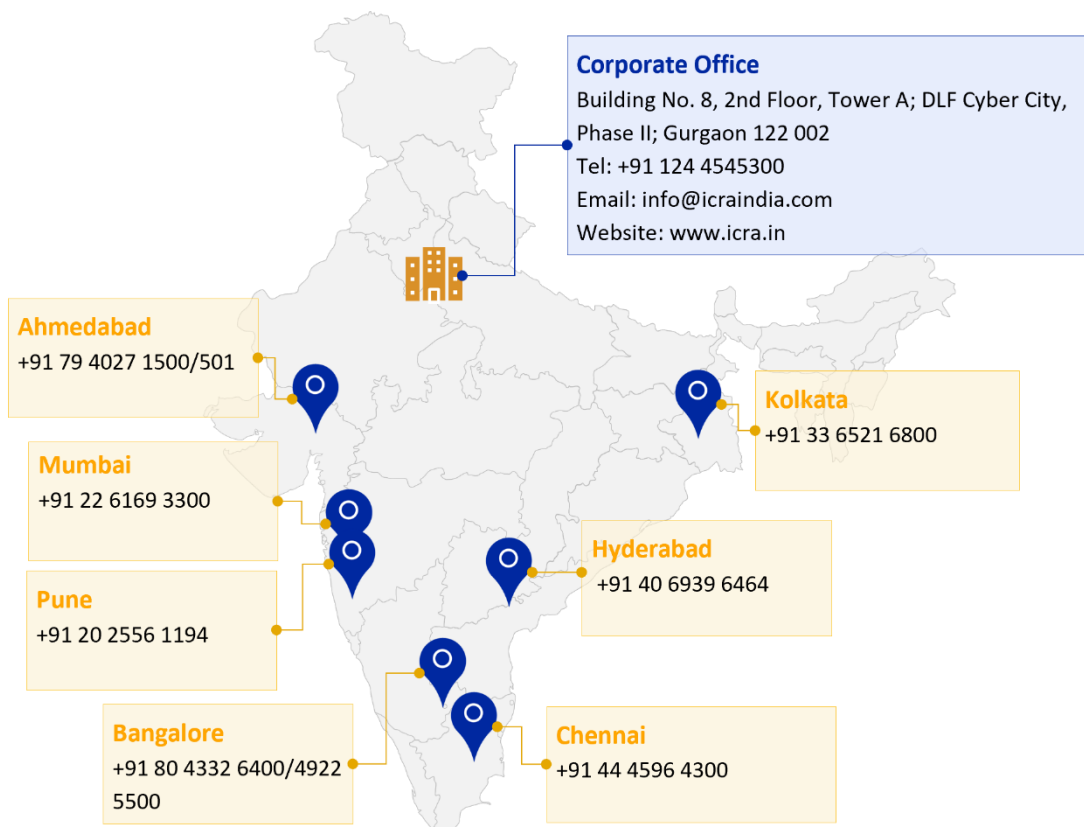 Corporate Office
Building No. 8, 2nd Floor, Tower A; DLF Cyber City,
Phase II; Gurgaon 122 002
Tel: +91 124 4545300
Email: info@icraindia.com
Website: www.icra.in
Ahmedabad
+91 79 4027 1500/501
Kolkata
+91 33 6521 6800
Mumbai
+91 22 6169 3300
Hyderabad
+91 40 6939 6464
Pune
+91 20 2556 1194
Bangalore
+91 80 4332 6400/4922
5500
Chennai
+91 44 4596 4300